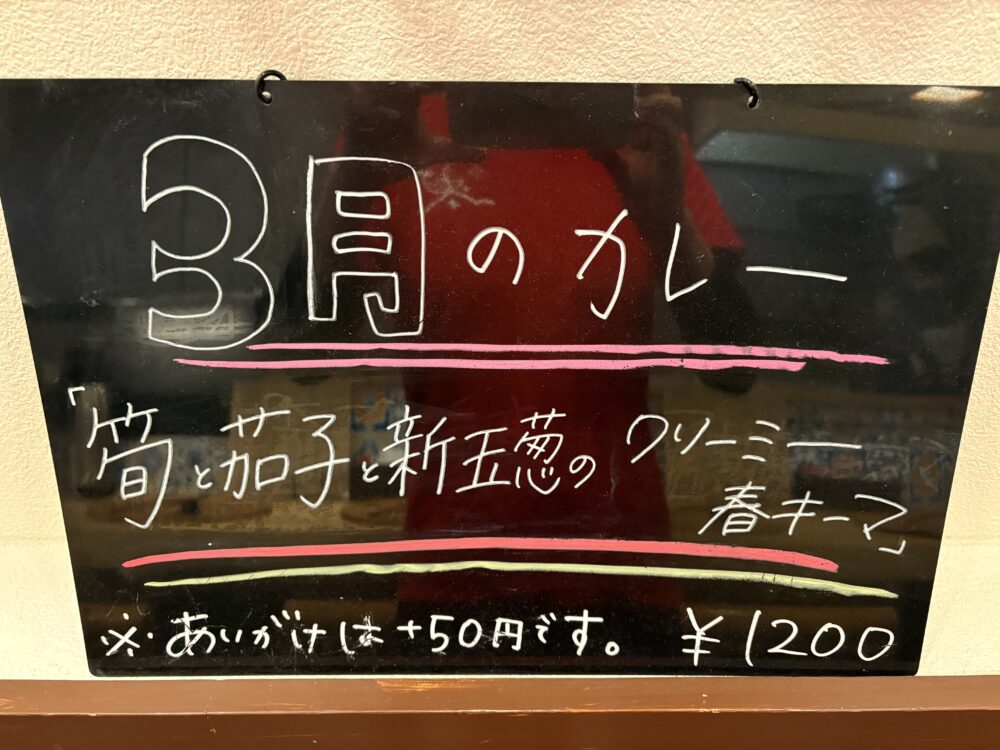 3月のカレー
「筍と茄子と新玉葱のクリーミー
春キーマ」
※あいがけは+50円です。 ¥1200